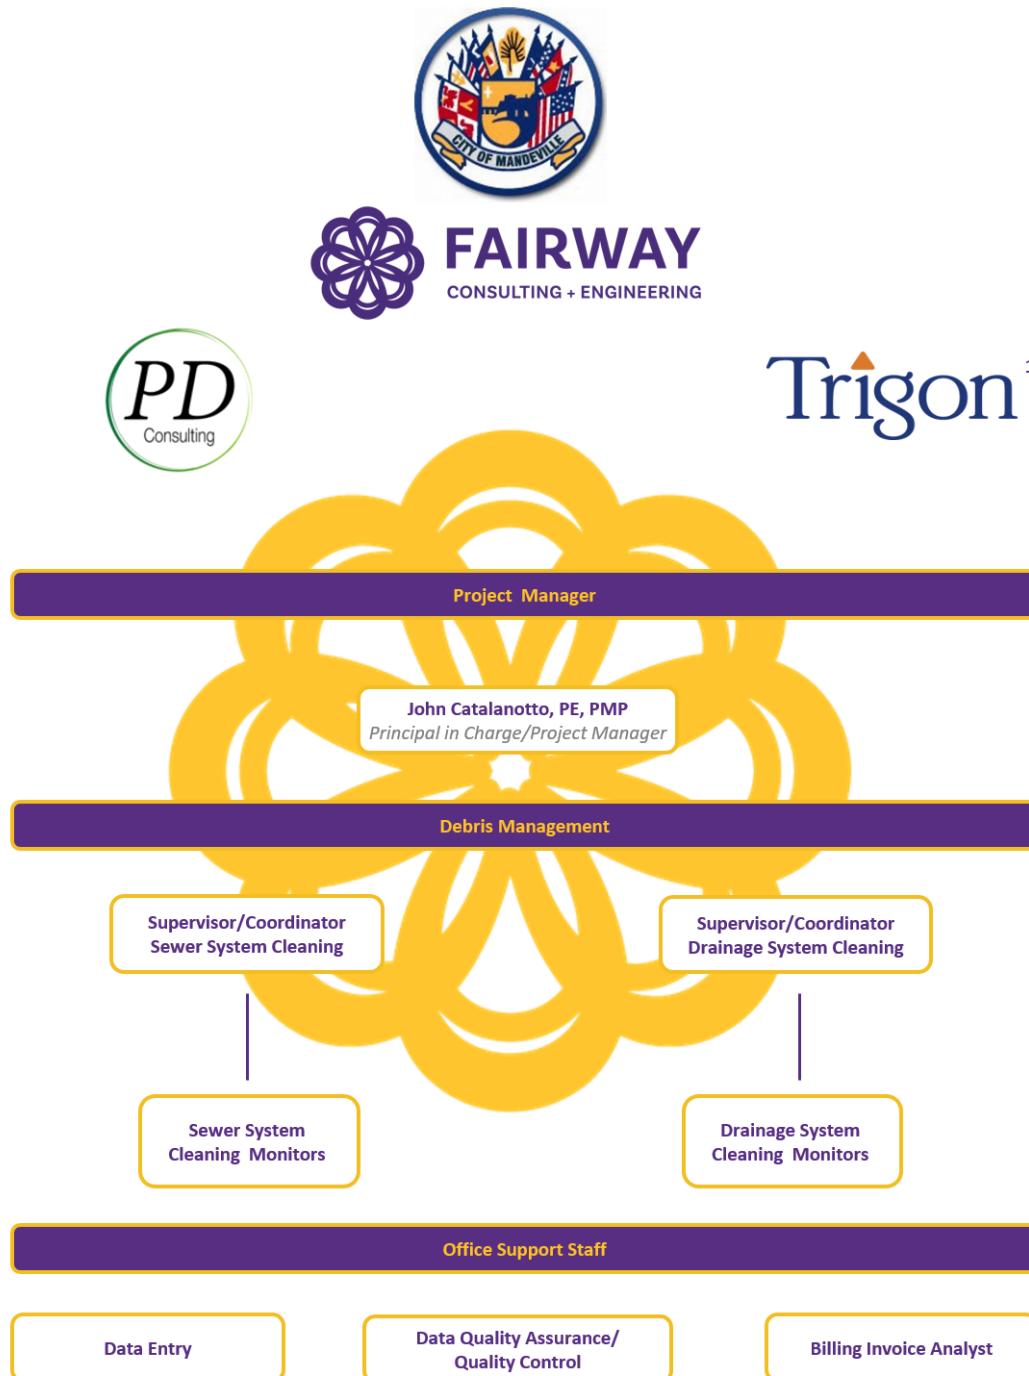 CITY OF MANDEVILLE
FAIRWAY
CONSULTING + ENGINEERING
PD
Consulting
Trigon
Project Manager
John Catalanotto, PE, PMP
Principal in Charge/Project Manager
Debris Management
Supervisor/Coordinator
Sewer System Cleaning
Supervisor/Coordinator
Drainage System Cleaning
Sewer System
Cleaning Monitors
Drainage System
Cleaning Monitors
Office Support Staff
Data Entry
Data Quality Assurance/
Quality Control
Billing Invoice Analyst